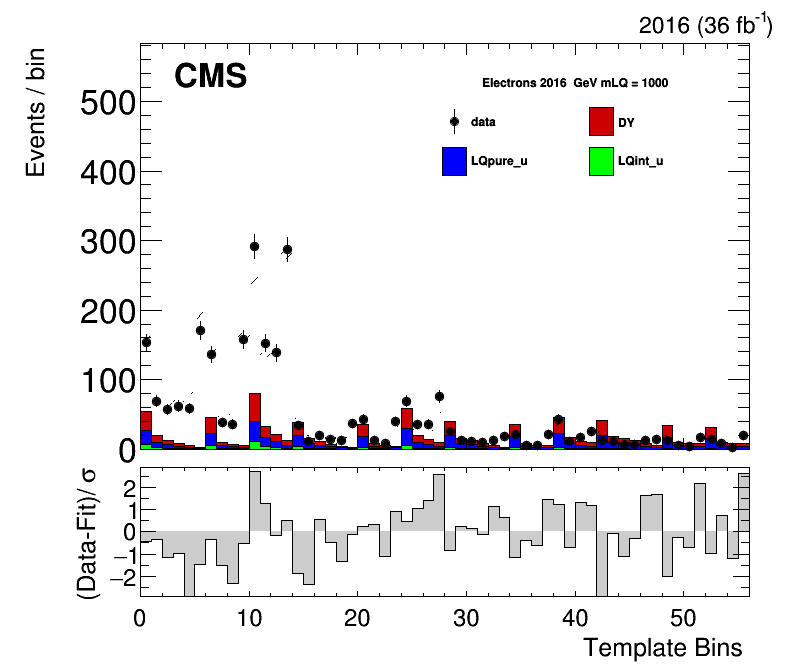 2016 (36 fb-1)
CMS
Electrons 2016 GeV mLQ = 1000
data
DY
LQpure_u
LQint_u
Events / bin
500
400
300
200
100
0
(Data-Fit)/ σ
2
1
0
−1
−2
0 10 20 30 40 50
Template Bins